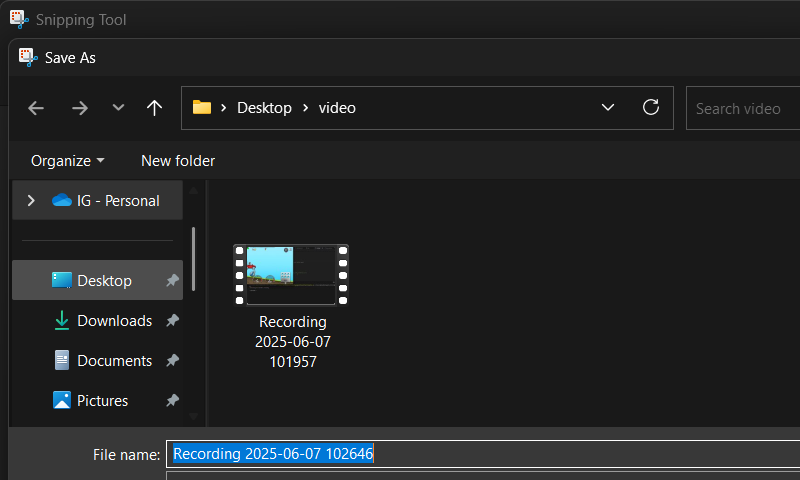 Snipping Tool
Save As
Desktop
video
Search video
Organize
New folder
IG - Personal
Desktop
Downloads
Documents
Pictures
Recording
2025-06-07
101957
File name:
Recording 2025-06-07 102646